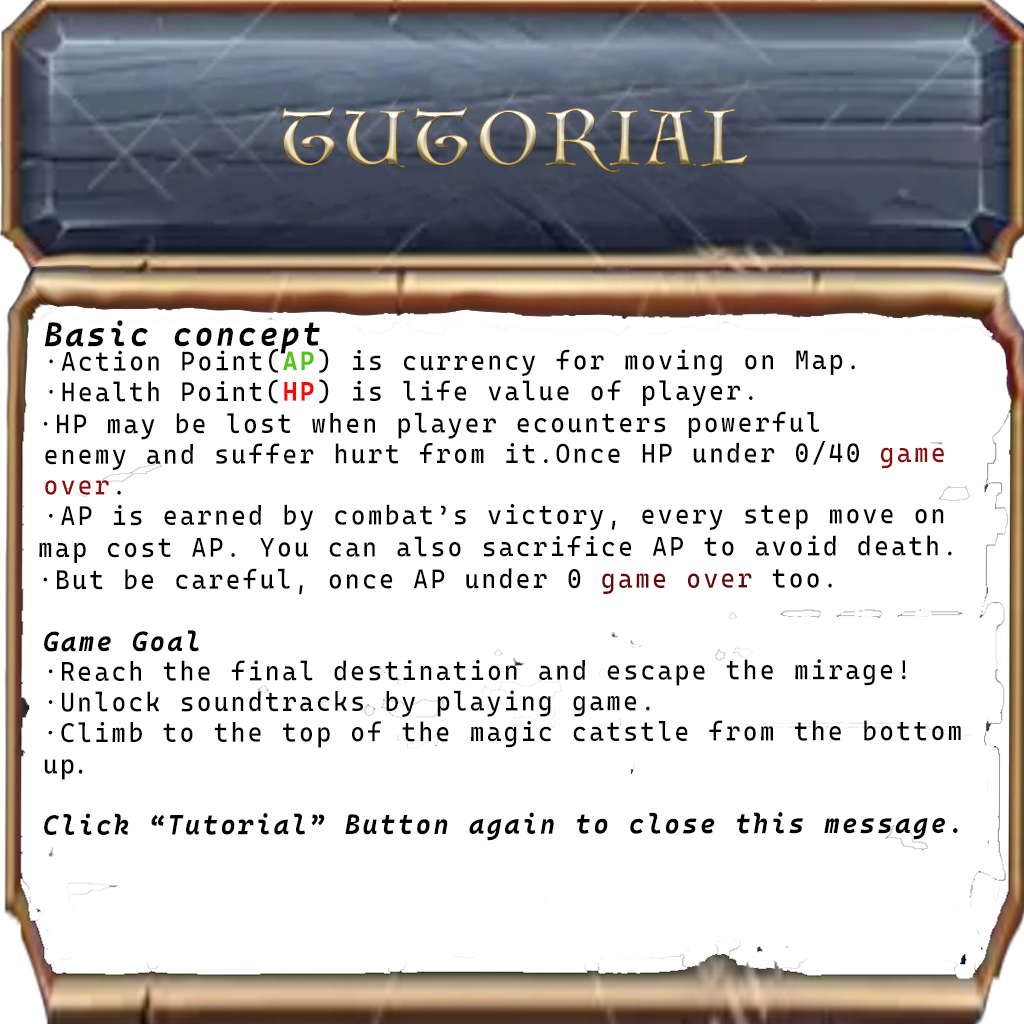 TUTORIAL
Basic concept
·Action Point(AP) is currency for moving on Map.
·Health Point(HP) is life value of player.
·HP may be lost when player ecounters powerful
enemy and suffer hurt from it.Once HP under 0/40 game
over.
·AP is earned by combat’s victory, every step move on
map cost AP. You can also sacrifice AP to avoid death.
·But be careful, once AP under 0 game over too.
Game Goal
·Reach the final destination and escape the mirage!
·Unlock soundtracks by playing game.
·Climb to the top of the magic catstle from the bottom
up.
Click “Tutorial” Button again to close this message.